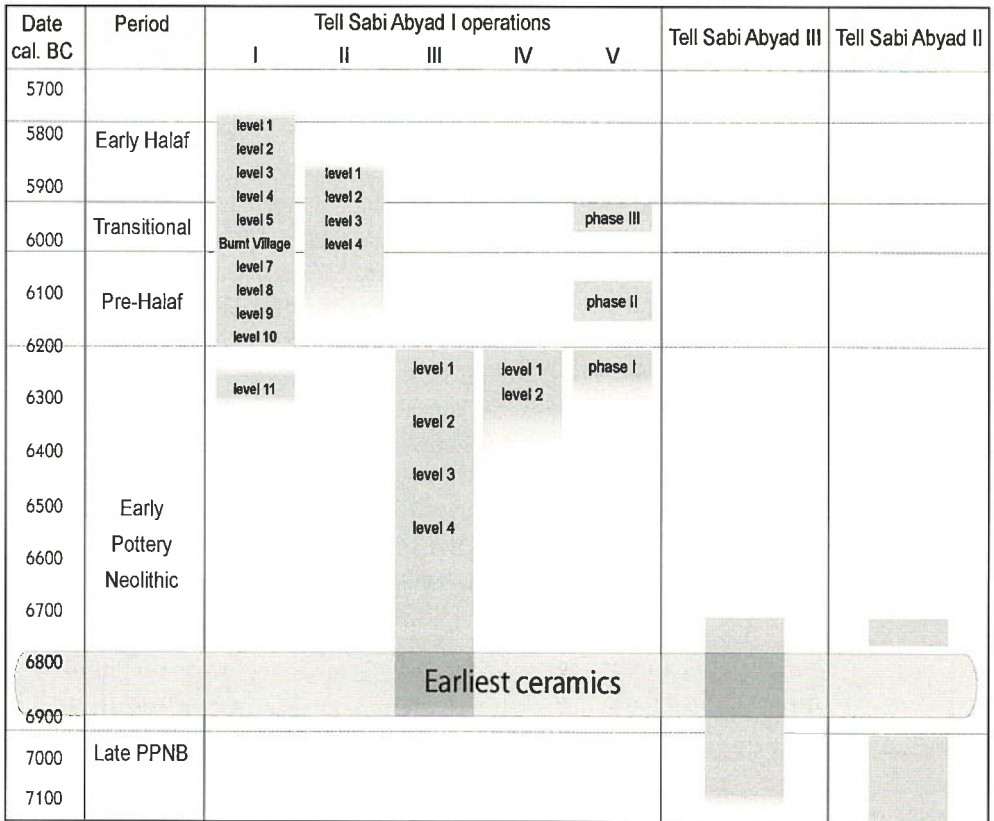 Date
cal. BC
Period
Tell Sabi Abyad I operations
I II III IV V
Tell Sabi Abyad III
Tell Sabi Abyad II
5700
5800
5900
6000
6100
6200
6300
6400
6500
6600
6700
6800
6900
7000
7100
Early Halaf
Transitional
Pre-Halaf
Early
Pottery
Neolithic
Late PPNB
level 1
level 2
level 3
level 4
level 5
Burnt Village
level 7
level 8
level 9
level 10
level 11
level 1
level 2
level 3
level 4
level 1
level 2
level 3
level 4
level 1
level 2
phase III
phase II
phase I
Earliest ceramics